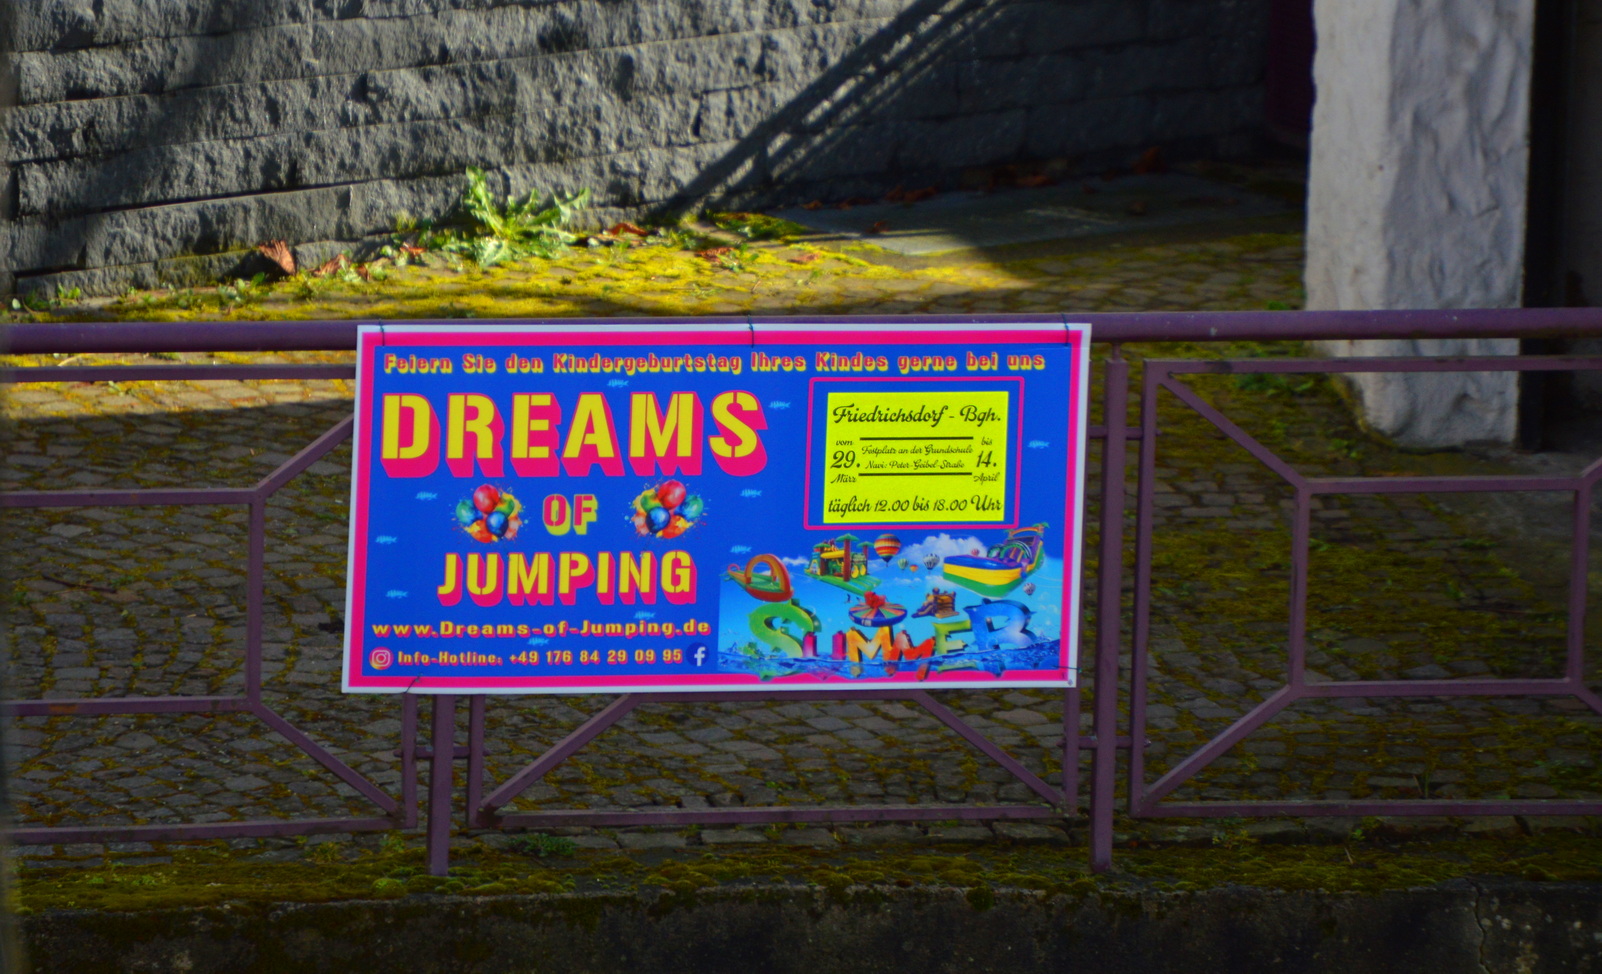 Feiern Sie den Kindergeburtstag Ihres Kindes gerne bei uns
DREAMS
OF
JUMPING
www.Dreams-of-Jumping.de
Info-Hotline: +49 176 84 29 09 95
Friedrichsdorf - Bgh.
vom 29. März
Festplatz an der Grundschule
Navi: Peter-Geibel-Straße
bis 14. April
täglich 12.00 bis 18.00 Uhr
SUMMER